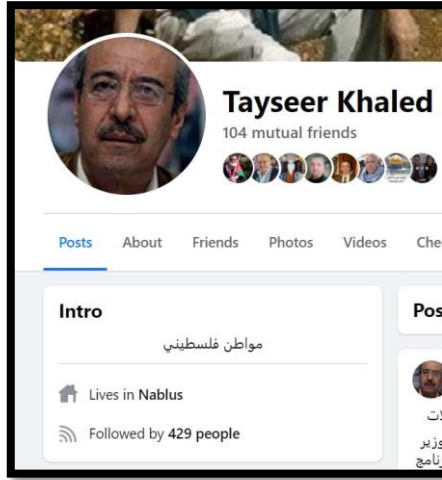 Tayseer Khaled
104 mutual friends
Posts About Friends Photos Videos
Intro
مواطن فلسطيني
Lives in Nablus
Followed by 429 people